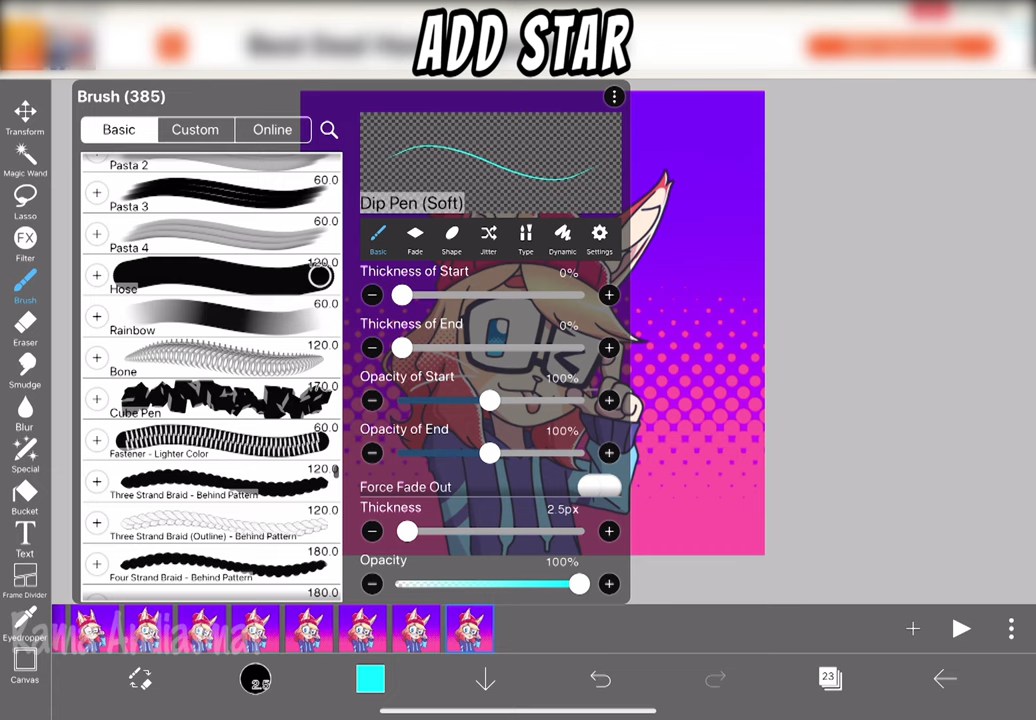 ADD STAR
Brush (385)
Basic
Custom
Online
Transform
Magic Wand
Lasso
FX
Filter
Brush
Eraser
Smudge
Blur
Special
Bucket
T
Text
Frame Divider
Eyedropper
Canvas
Pasta 2
60.0
Pasta 3
60.0
Pasta 4
120.0
Hose
60.0
Rainbow
120.0
Bone
170.0
Cube Pen
60.0
Fastener - Lighter Color
120.0
Three Strand Braid - Behind Pattern
120.0
Three Strand Braid (Outline) - Behind Pattern
180.0
Four Strand Braid - Behind Pattern
180.0
Dip Pen (Soft)
Basic
Fade
Shape
Jitter
Type
Dynamic
Settings
Thickness of Start
0%
Thickness of End
0%
Opacity of Start
100%
Opacity of End
100%
Force Fade Out
Thickness
2.5px
Opacity
100%
Rama Ardiasma
2.5
23